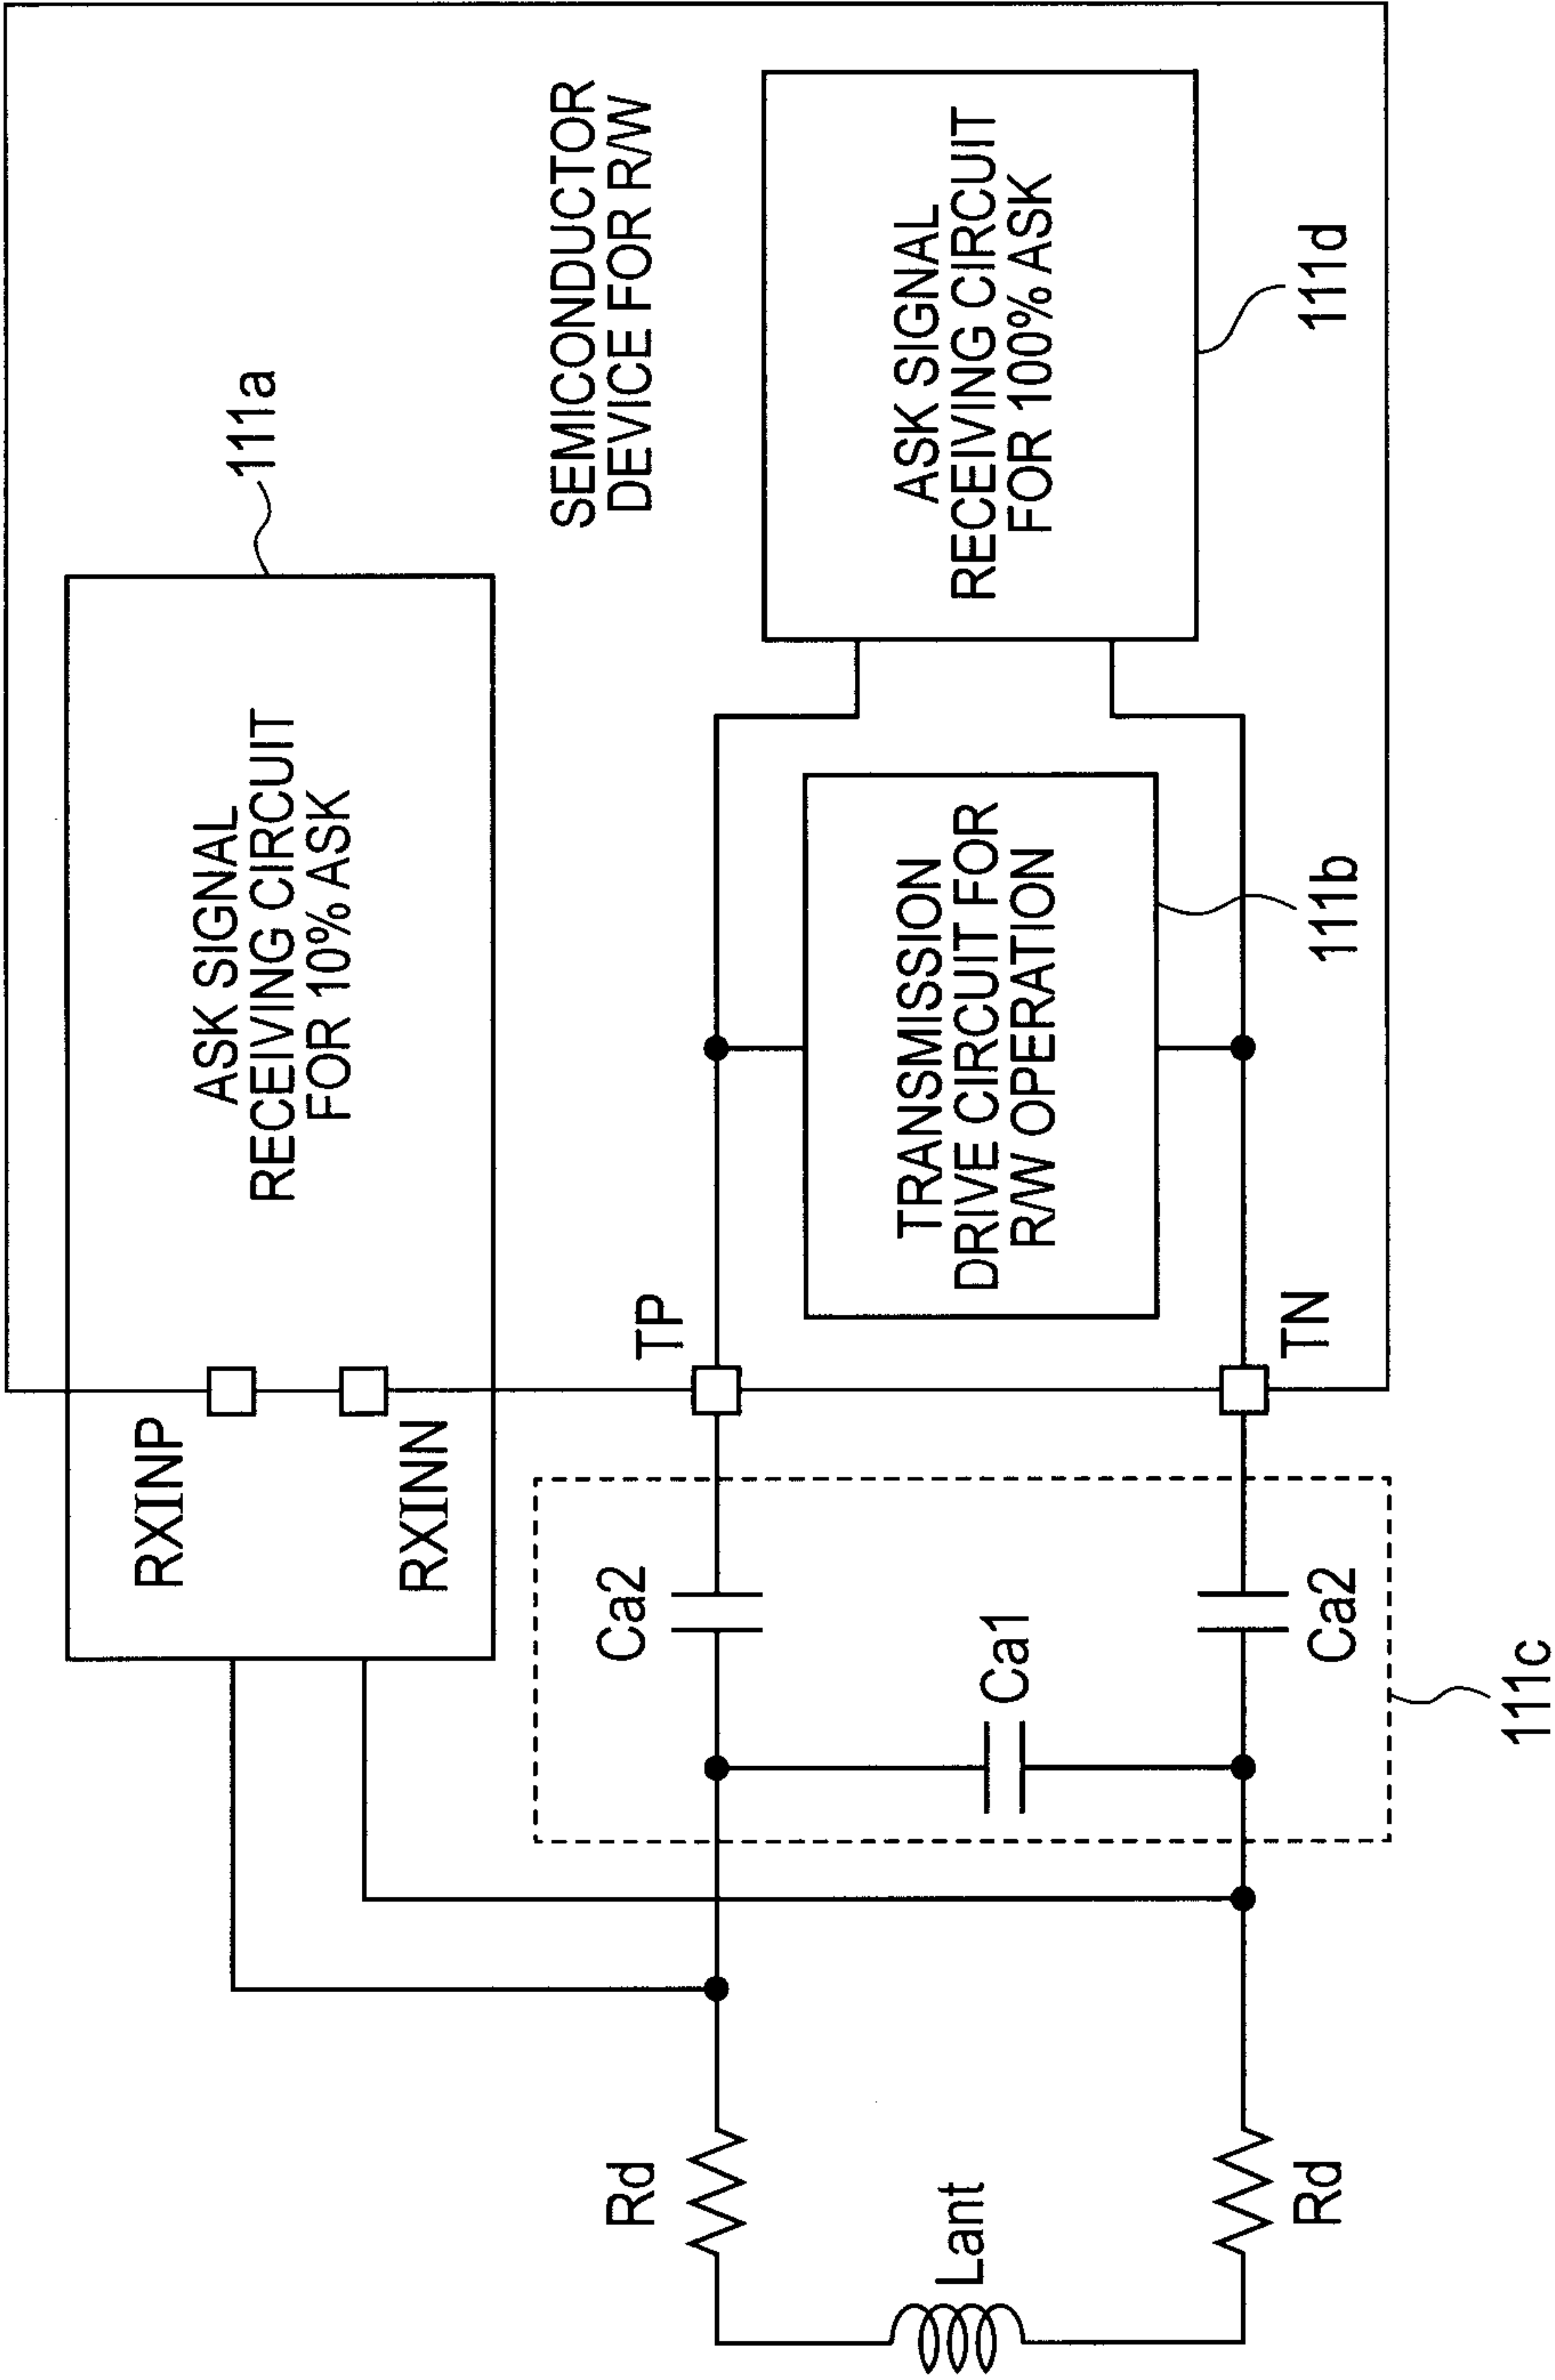 111a
ASK SIGNAL
RECEIVING CIRCUIT
FOR 10% ASK
RXINP
RXINN
SEMICONDUCTOR
DEVICE FOR R/W
TP
TN
TRANSMISSION
DRIVE CIRCUIT FOR
R/W OPERATION
111b
ASK SIGNAL
RECEIVING CIRCUIT
FOR 100% ASK
111d
Ca2
Ca1
Ca2
111c
Rd
Lant
Rd